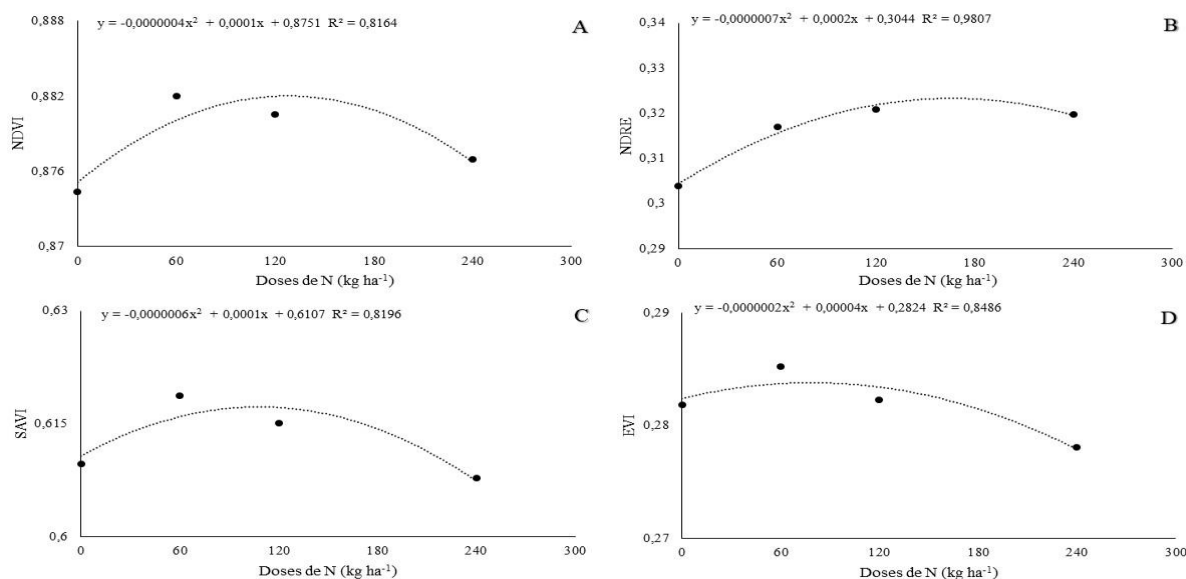 y = -0,0000004x² + 0,0001x + 0,8751 R² = 0,8164
A
0,888
0,882
0,876
0,87
NDVI
0 60 120 180 240 300
Doses de N (kg ha⁻¹)
y = -0,0000007x² + 0,0002x + 0,3044 R² = 0,9807
B
0,34
0,33
0,32
0,31
0,3
0,29
NDRE
0 60 120 180 240 300
Doses de N (kg ha⁻¹)
y = -0,0000006x² + 0,0001x + 0,6107 R² = 0,8196
C
0,63
0,615
0,6
SAVI
0 60 120 180 240 300
Doses de N (kg ha⁻¹)
y = -0,0000002x² + 0,00004x + 0,2824 R² = 0,8486
D
0,29
0,28
0,27
EVI
0 60 120 180 240 300
Doses de N (kg ha⁻¹)